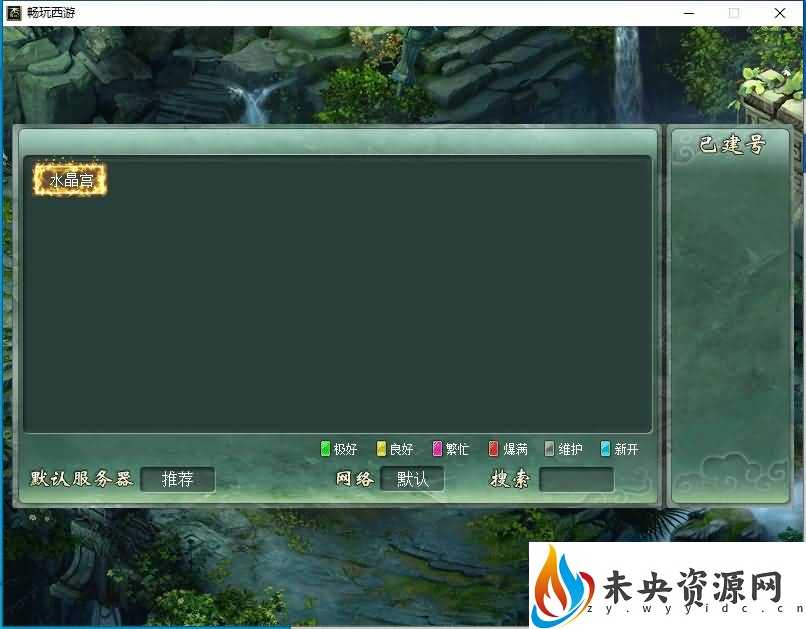 畅玩西游
已建号
水晶宫
极好 良好 繁忙 爆满 维护 新开
默认服务器 推荐 网络 默认 搜索
未央资源网
zy.wyyidc.cn